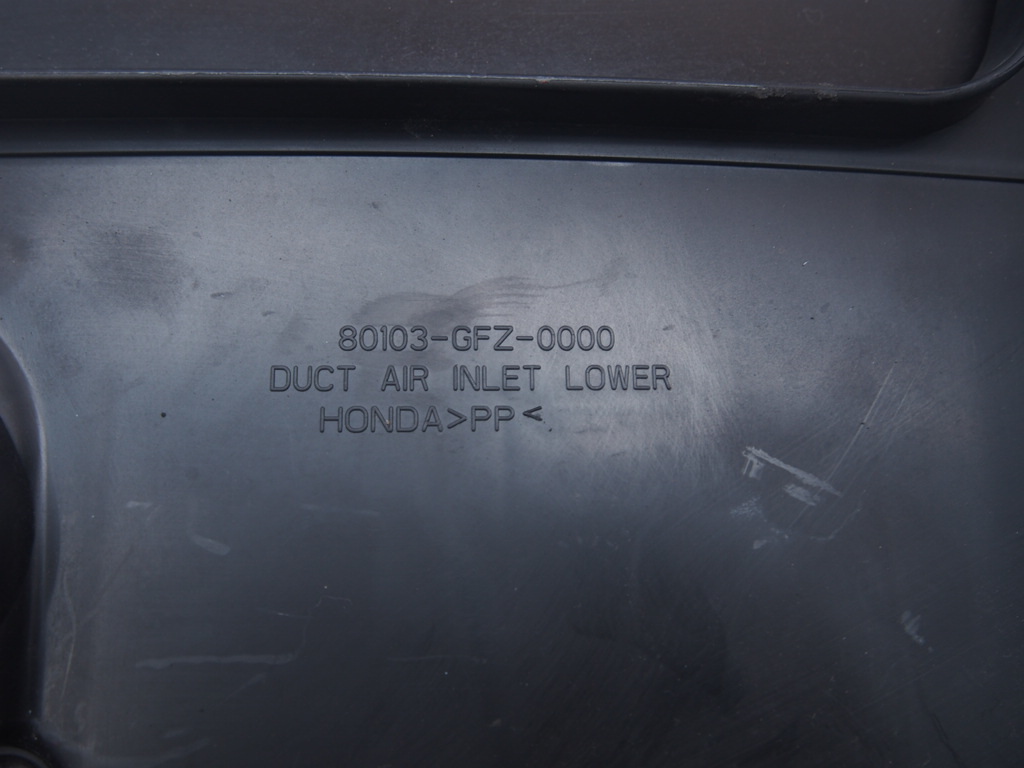 80103-GFZ-0000
DUCT AIR INLET LOWER
HONDA>PP<